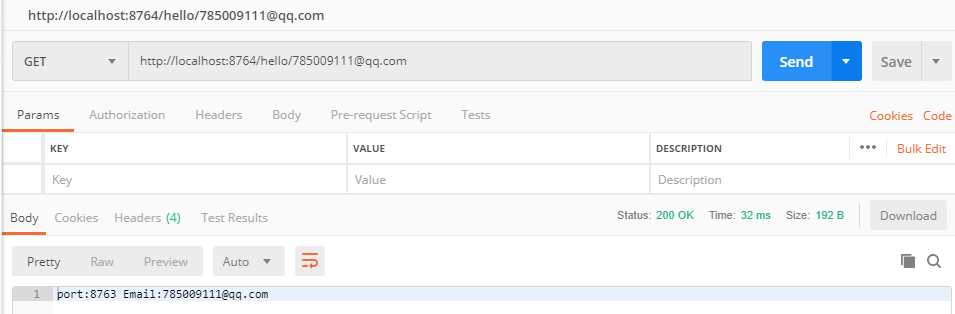 http://localhost:8764/hello/785009111@qq.com
GET http://localhost:8764/hello/785009111@qq.com Send Save
Params Authorization Headers Body Pre-request Script Tests Cookies Code
KEY VALUE DESCRIPTION ••• Bulk Edit
Key Value Description
Body Cookies Headers (4) Test Results Status: 200 OK Time: 32 ms Size: 192 B Download
Pretty Raw Preview Auto
1 port:8763 Email:785009111@qq.com